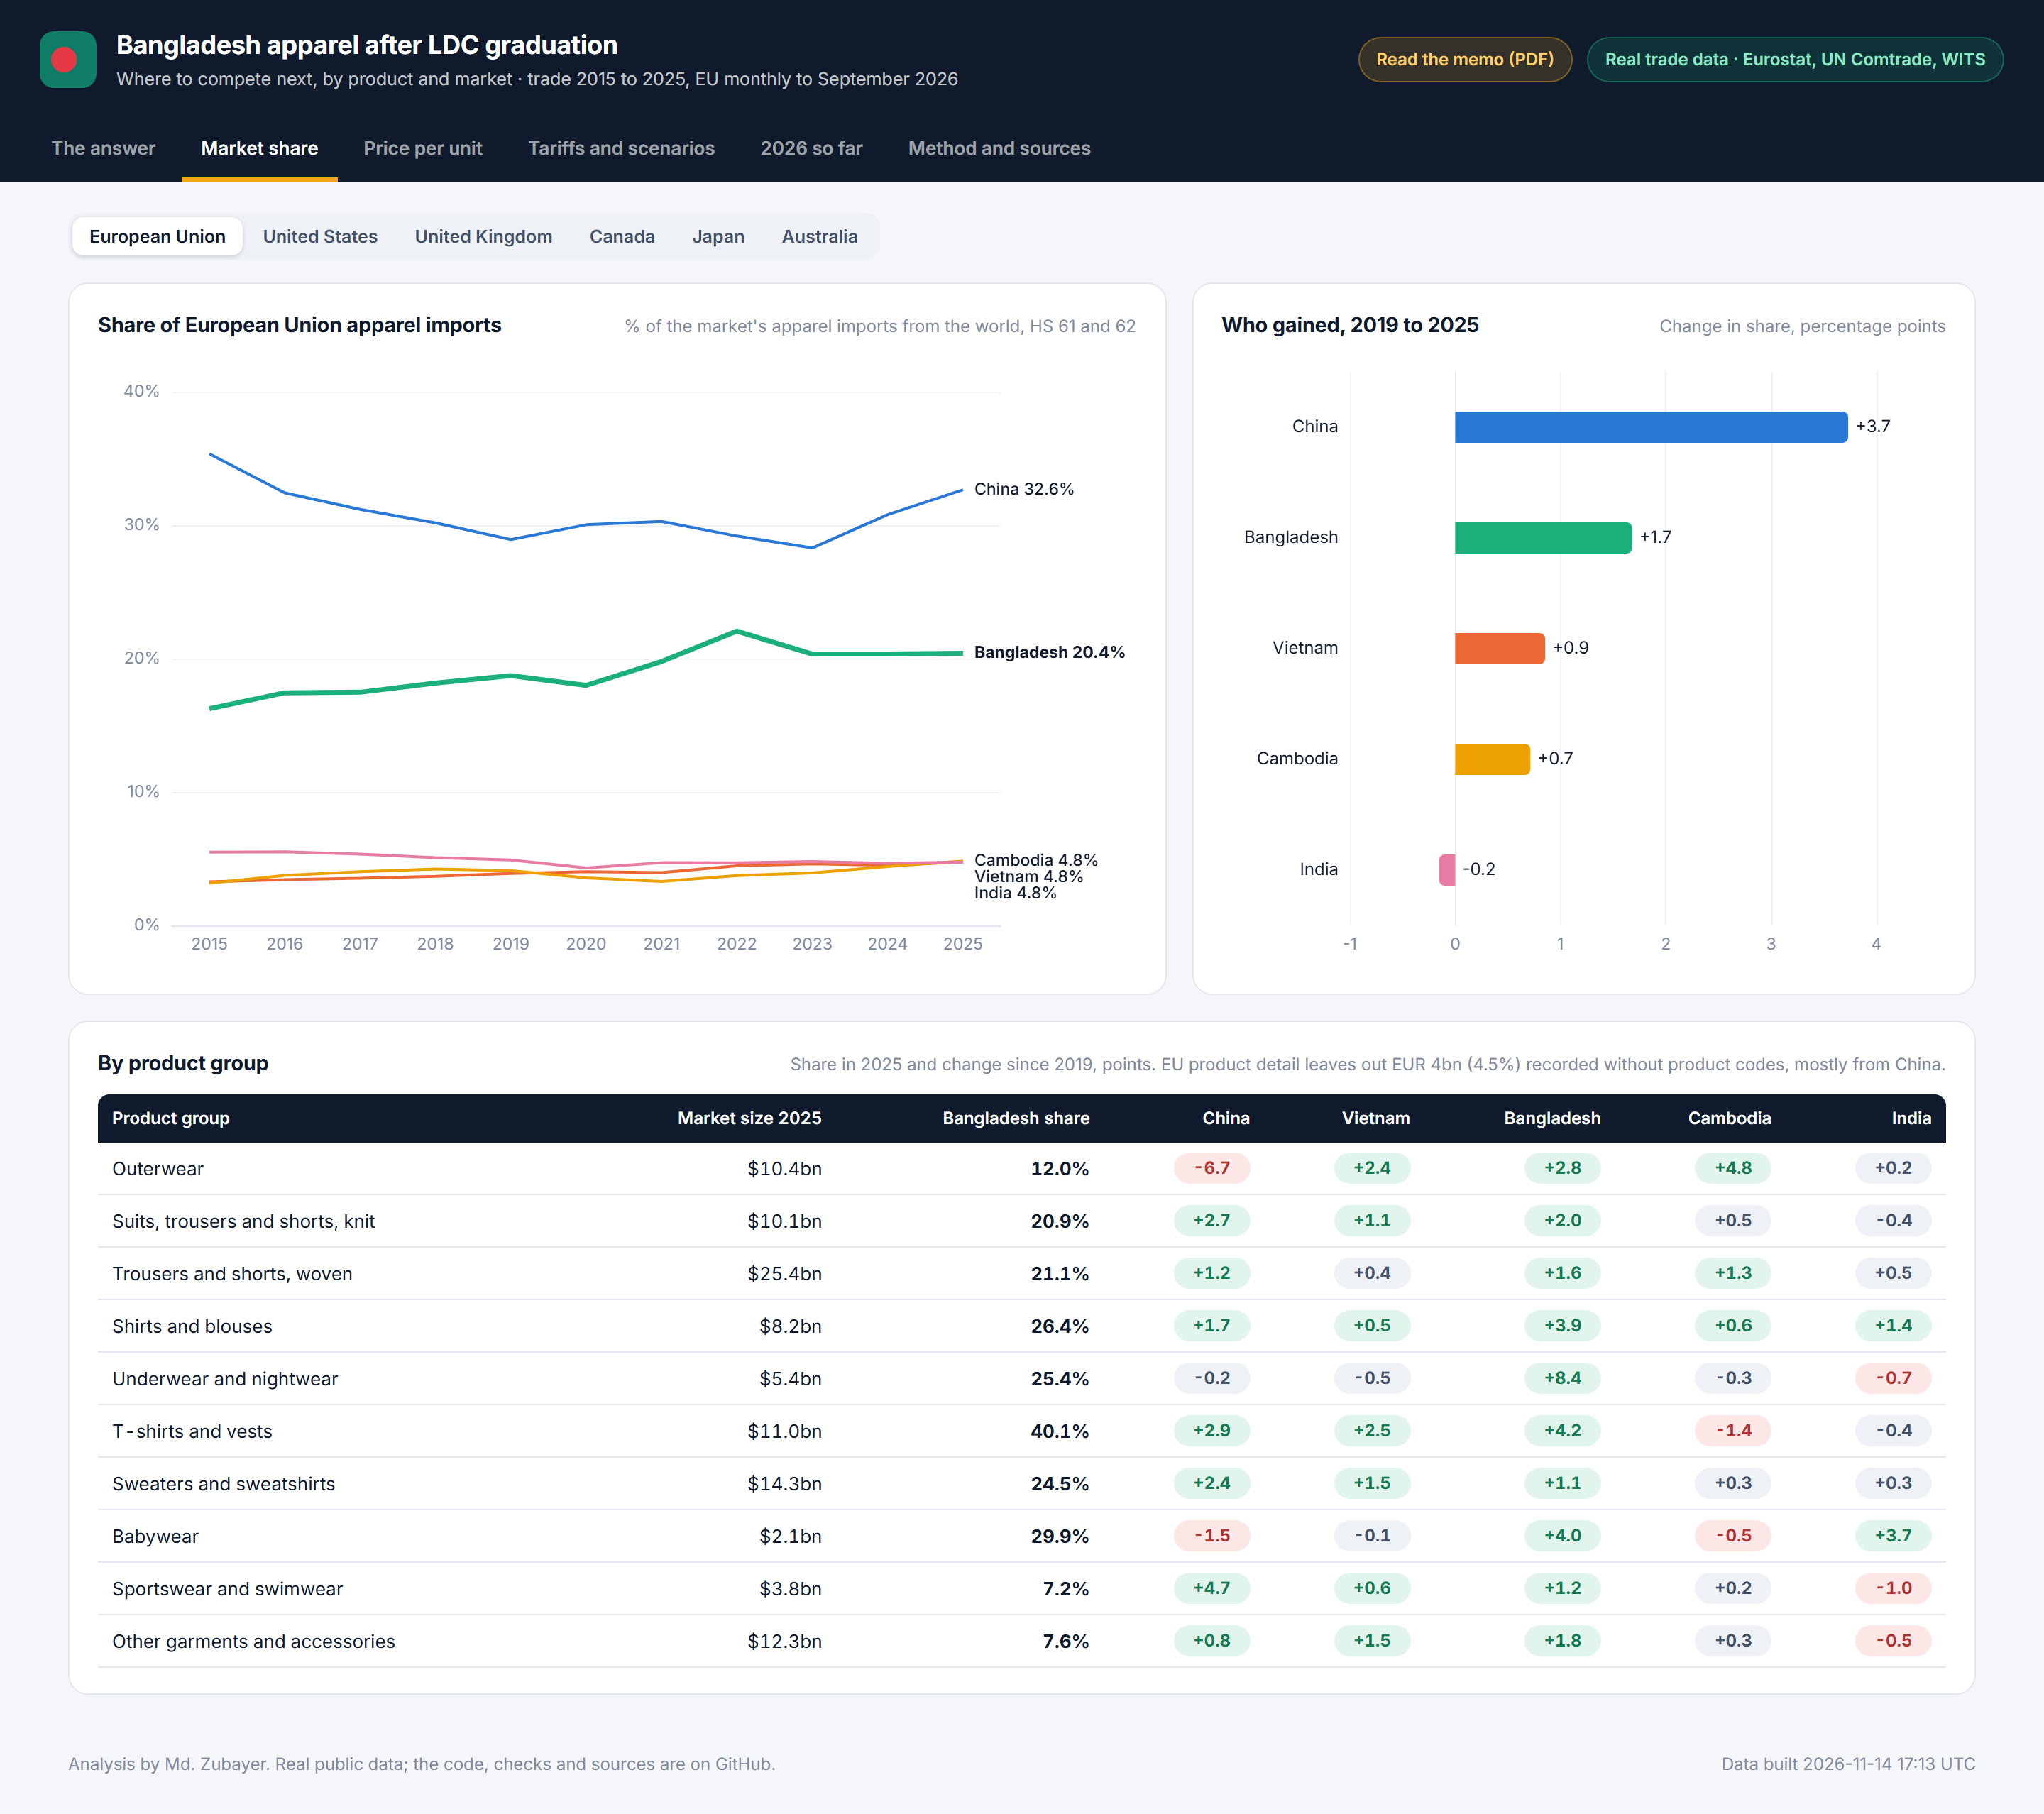 Bangladesh apparel after LDC graduation
Where to compete next, by product and market · trade 2015 to 2025, EU monthly to September 2026
Read the memo (PDF)
Real trade data · Eurostat, UN Comtrade, WITS
The answer
Market share
Price per unit
Tariffs and scenarios
2026 so far
Method and sources
European Union
United States
United Kingdom
Canada
Japan
Australia
Share of European Union apparel imports
% of the market's apparel imports from the world, HS 61 and 62
40%
30%
20%
10%
0%
China 32.6%
Bangladesh 20.4%
Cambodia 4.8%
Vietnam 4.8%
India 4.8%
2015 2016 2017 2018 2019 2020 2021 2022 2023 2024 2025
Who gained, 2019 to 2025
Change in share, percentage points
China +3.7
Bangladesh +1.7
Vietnam +0.9
Cambodia +0.7
India -0.2
-1 0 1 2 3 4
By product group
Share in 2025 and change since 2019, points. EU product detail leaves out EUR 4bn (4.5%) recorded without product codes, mostly from China.
Product group Market size 2025 Bangladesh share China Vietnam Bangladesh Cambodia India
Outerwear $10.4bn 12.0% -6.7 +2.4 +2.8 +4.8 +0.2
Suits, trousers and shorts, knit $10.1bn 20.9% +2.7 +1.1 +2.0 +0.5 -0.4
Trousers and shorts, woven $25.4bn 21.1% +1.2 +0.4 +1.6 +1.3 +0.5
Shirts and blouses $8.2bn 26.4% +1.7 +0.5 +3.9 +0.6 +1.4
Underwear and nightwear $5.4bn 25.4% -0.2 -0.5 +8.4 -0.3 -0.7
T-shirts and vests $11.0bn 40.1% +2.9 +2.5 +4.2 -1.4 -0.4
Sweaters and sweatshirts $14.3bn 24.5% +2.4 +1.5 +1.1 +0.3 +0.3
Babywear $2.1bn 29.9% -1.5 -0.1 +4.0 -0.5 +3.7
Sportswear and swimwear $3.8bn 7.2% +4.7 +0.6 +1.2 +0.2 -1.0
Other garments and accessories $12.3bn 7.6% +0.8 +1.5 +1.8 +0.3 -0.5
Analysis by Md. Zubayer. Real public data; the code, checks and sources are on GitHub.
Data built 2026-11-14 17:13 UTC